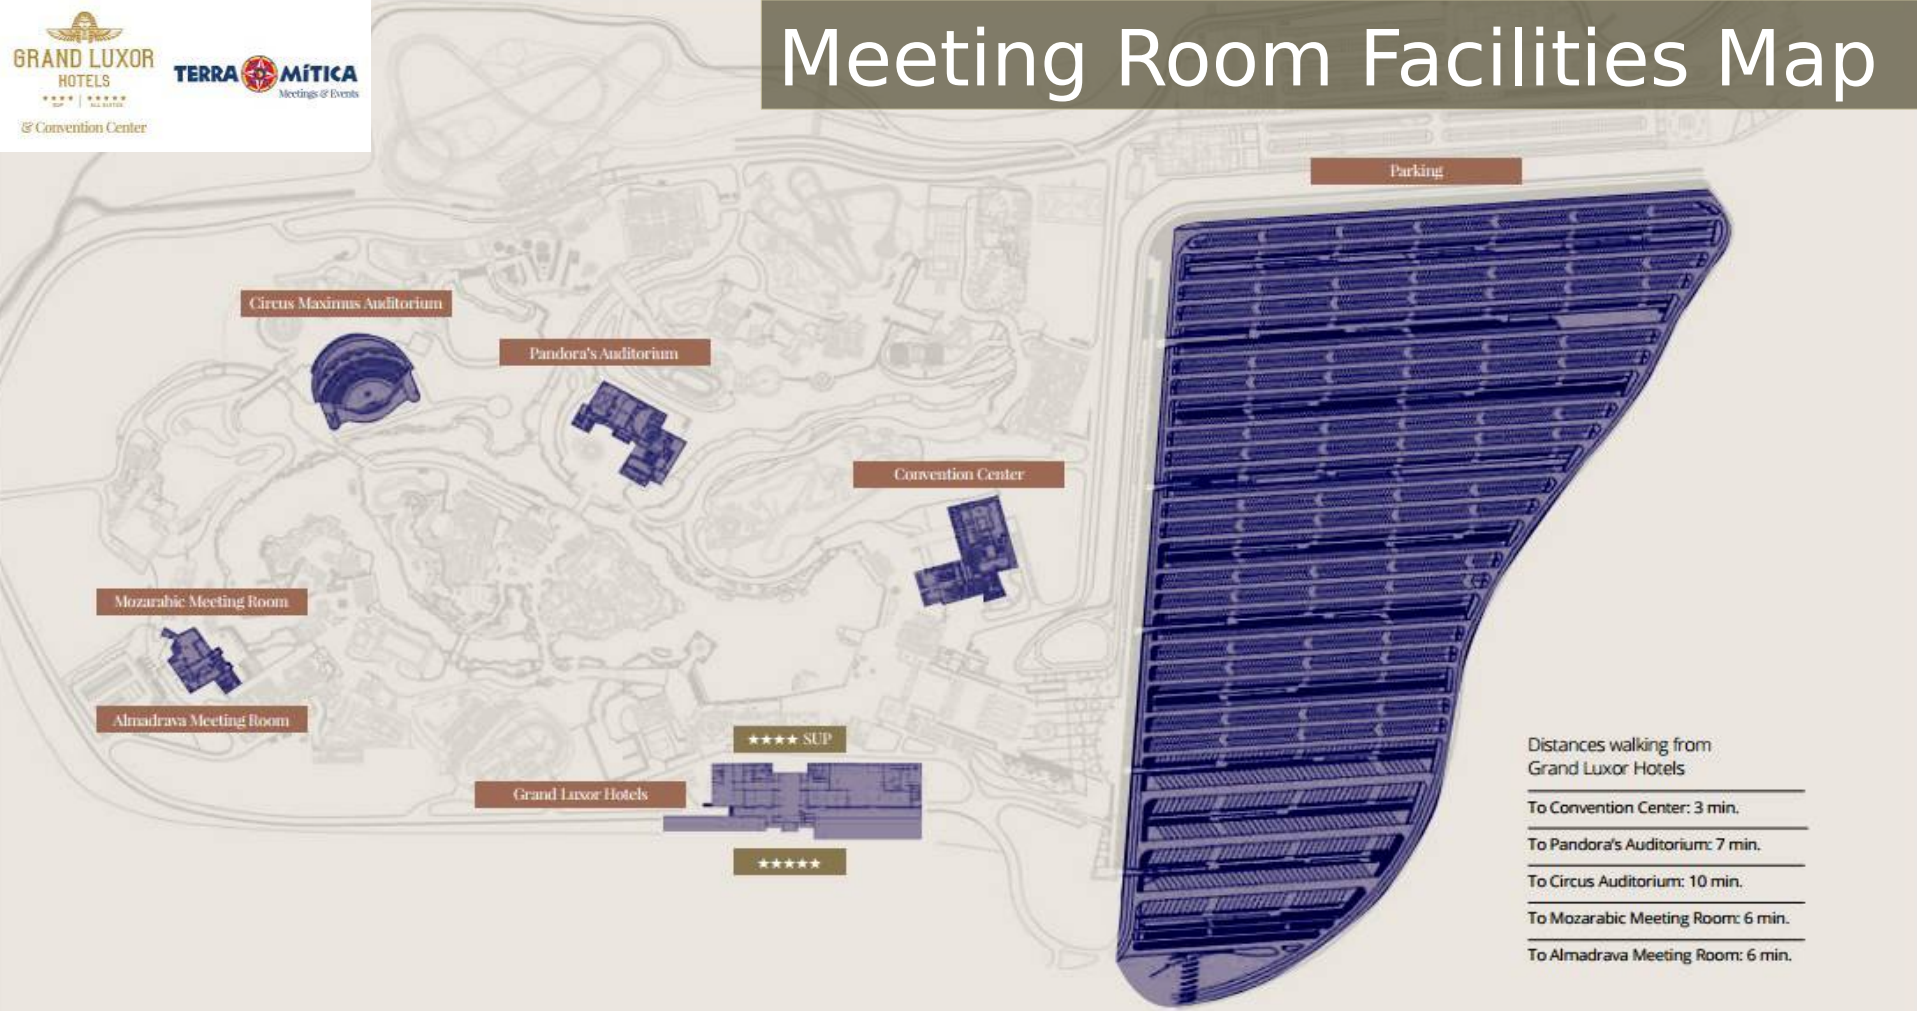 GRAND LUXOR
HOTELS
★★★★ | ★★★★★
SUP | ALL SUITES
& Convention Center
TERRA MÍTICA
Meetings & Events
Meeting Room Facilities Map
Parking
Circus Maximus Auditorium
Pandora's Auditorium
Convention Center
Mozarabic Meeting Room
Almadrava Meeting Room
★★★★ SUP
Grand Luxor Hotels
★★★★★
Distances walking from
Grand Luxor Hotels
To Convention Center: 3 min.
To Pandora's Auditorium: 7 min.
To Circus Auditorium: 10 min.
To Mozarabic Meeting Room: 6 min.
To Almadrava Meeting Room: 6 min.